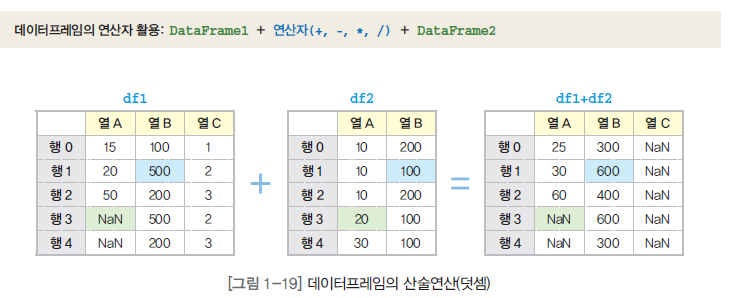 데이터프레임의 연산자 활용: DataFrame1 + 연산자(+, -, *, /) + DataFrame2
df1 df2 df1+df2
열 A 열 B 열 C 열 A 열 B 열 A 열 B 열 C
행 0 15 100 1 행 0 10 200 행 0 25 300 NaN
행 1 20 500 2 + 행 1 10 100 = 행 1 30 600 NaN
행 2 50 200 3 행 2 10 200 행 2 60 400 NaN
행 3 NaN 500 2 행 3 20 100 행 3 NaN 600 NaN
행 4 NaN 200 3 행 4 30 100 행 4 NaN 300 NaN
[그림 1-19] 데이터프레임의 산술연산(덧셈)